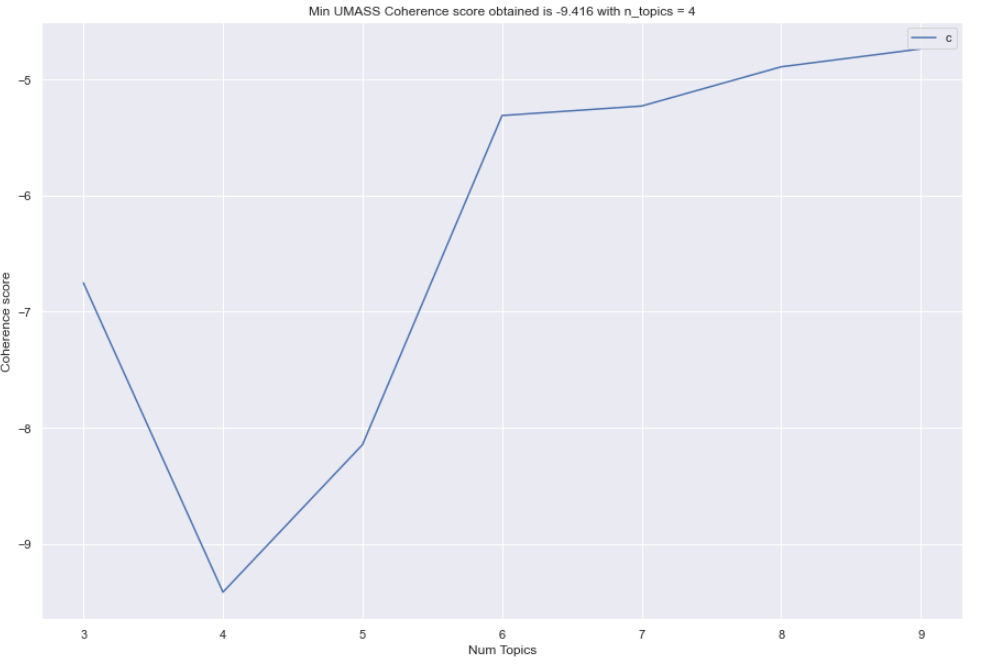 Min UMASS Coherence score obtained is -9.416 with n_topics = 4
c
−5
−6
−7
−8
−9
Coherence score
3 4 5 6 7 8 9
Num Topics